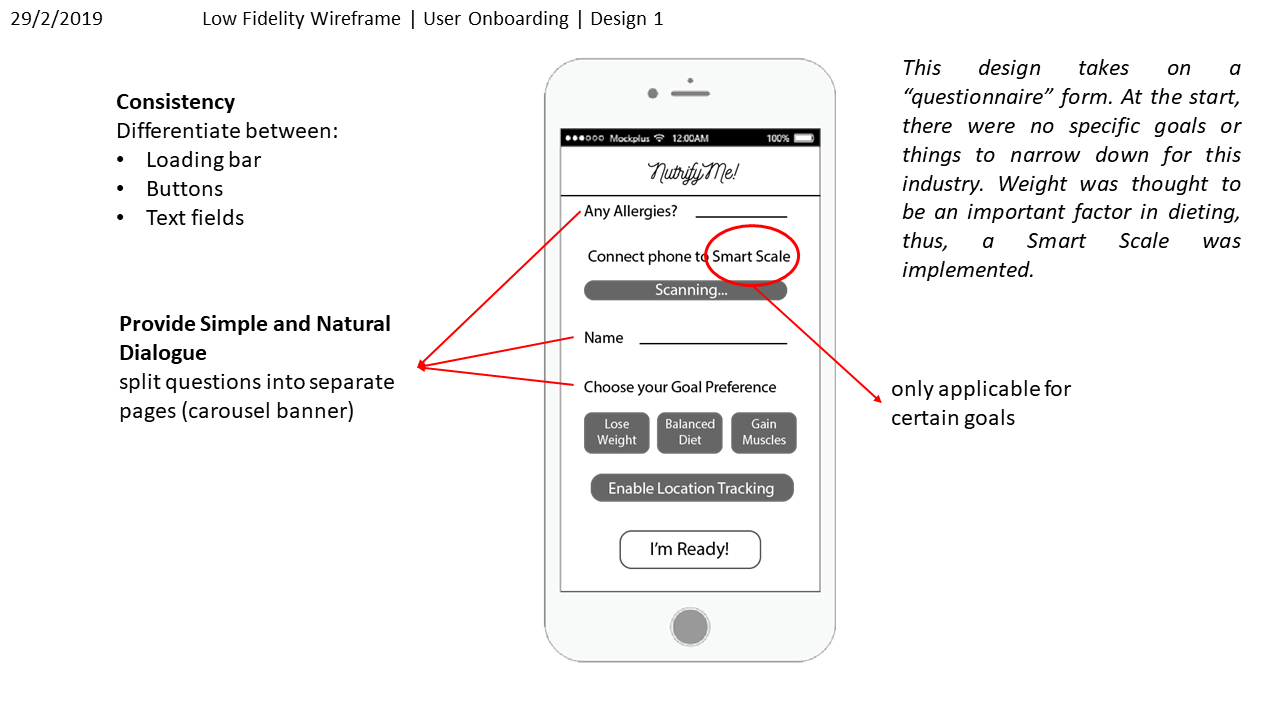 29/2/2019
Low Fidelity Wireframe | User Onboarding | Design 1
Consistency
Differentiate between:
• Loading bar
• Buttons
• Text fields
Provide Simple and Natural
Dialogue
split questions into separate
pages (carousel banner)
Mockplus 12:00AM 100%
NutrifyMe!
Any Allergies?
Connect phone to Smart Scale
Scanning...
Name
Choose your Goal Preference
Lose
Weight
Balanced
Diet
Gain
Muscles
Enable Location Tracking
I'm Ready!
This design takes on a
“questionnaire” form. At the start,
there were no specific goals or
things to narrow down for this
industry. Weight was thought to
be an important factor in dieting,
thus, a Smart Scale was
implemented.
only applicable for
certain goals